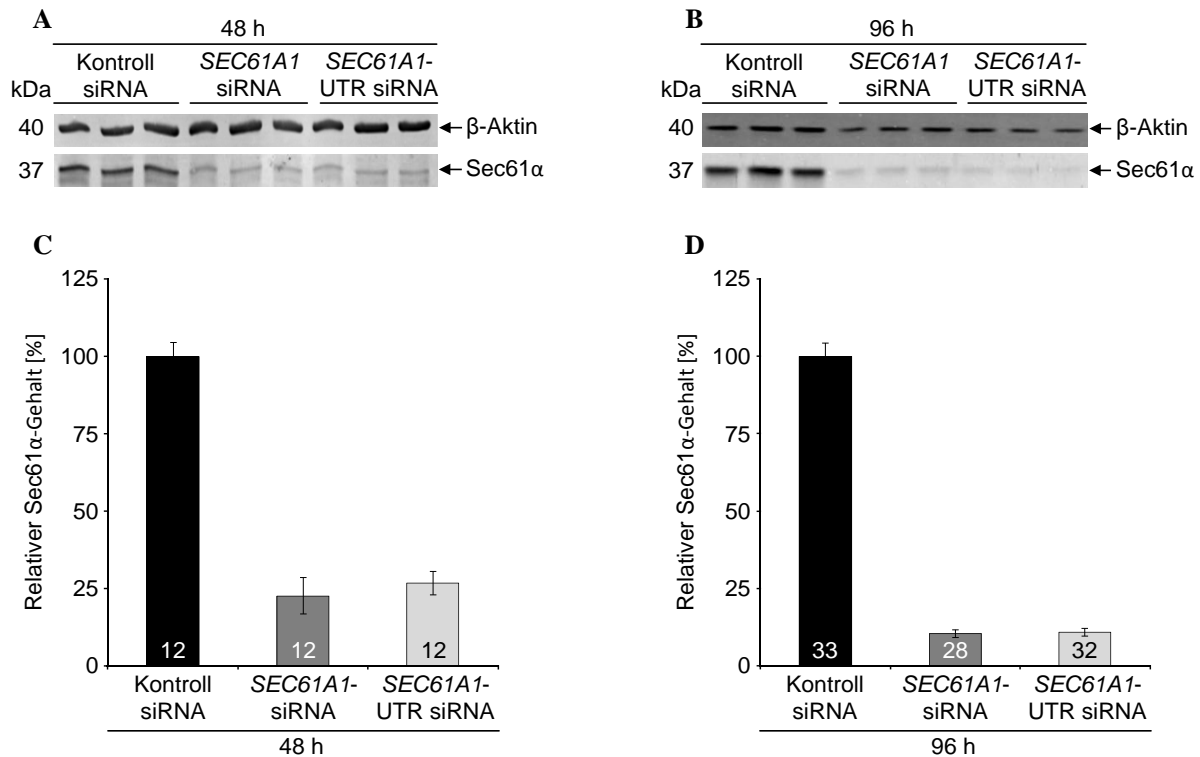 A
48 h
Kontroll siRNA
SEC61A1 siRNA
SEC61A1- UTR siRNA
kDa
40
β-Aktin
37
Sec61α
B
96 h
Kontroll siRNA
SEC61A1 siRNA
SEC61A1- UTR siRNA
kDa
40
β-Aktin
37
Sec61α
C
Relativer Sec61α-Gehalt [%]
125
100
75
50
25
0
12
12
12
Kontroll siRNA
SEC61A1- siRNA
SEC61A1- UTR siRNA
48 h
D
Relativer Sec61α-Gehalt [%]
125
100
75
50
25
0
33
28
32
Kontroll siRNA
SEC61A1- siRNA
SEC61A1- UTR siRNA
96 h